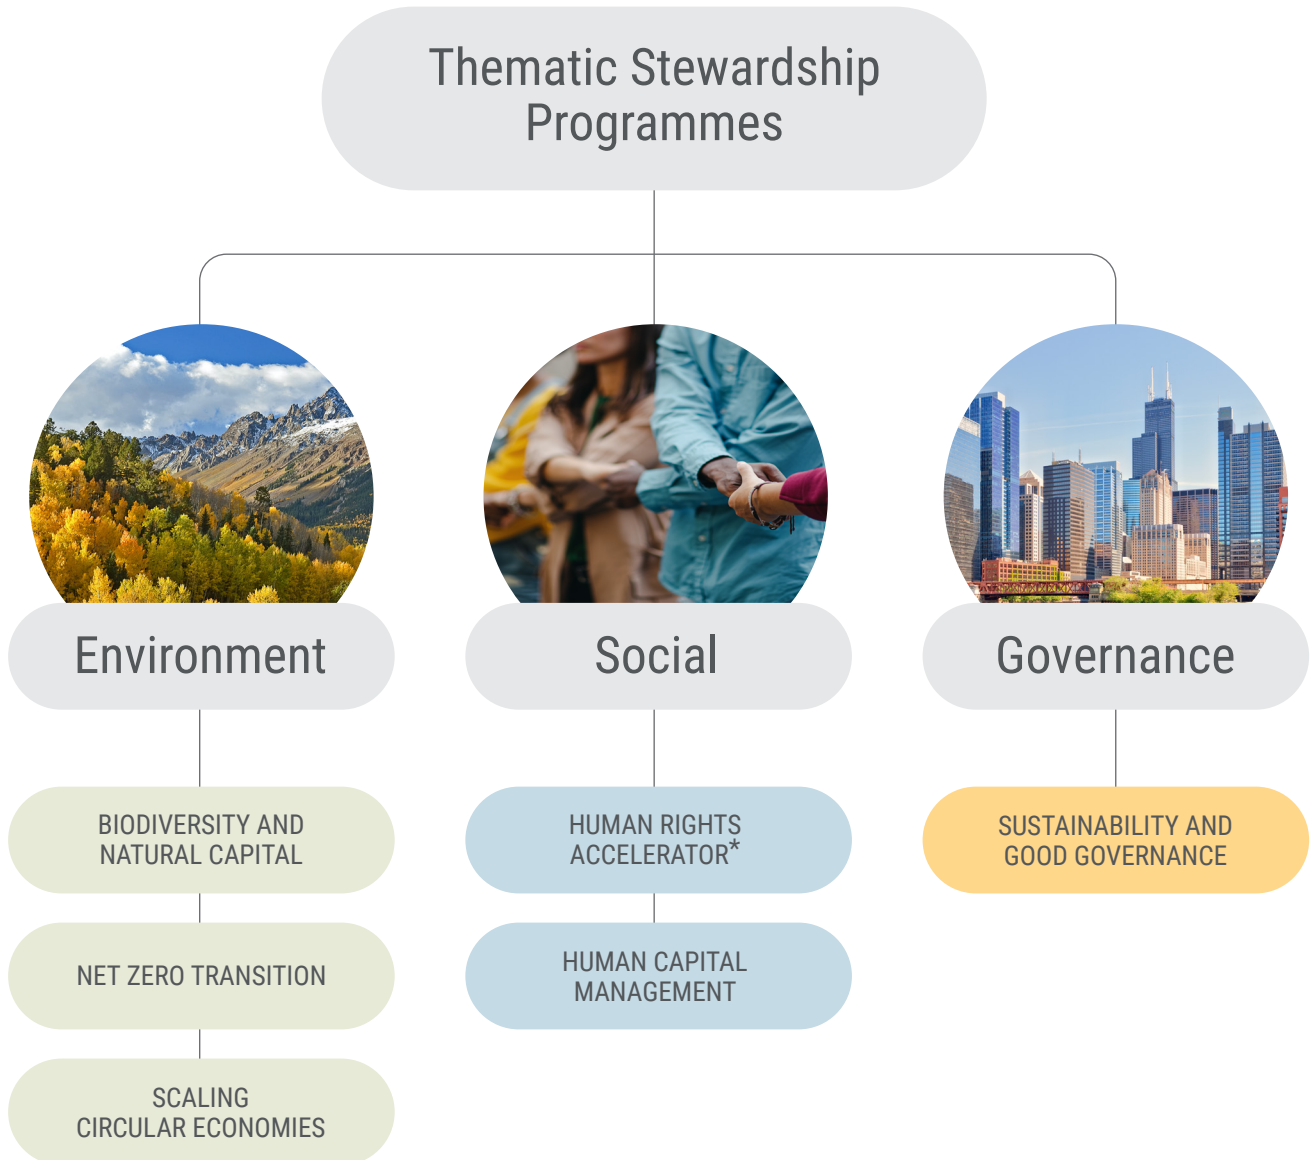 Thematic Stewardship
Programmes
Environment
Social
Governance
BIODIVERSITY AND
NATURAL CAPITAL
NET ZERO TRANSITION
SCALING
CIRCULAR ECONOMIES
HUMAN RIGHTS
ACCELERATOR*
HUMAN CAPITAL
MANAGEMENT
SUSTAINABILITY AND
GOOD GOVERNANCE